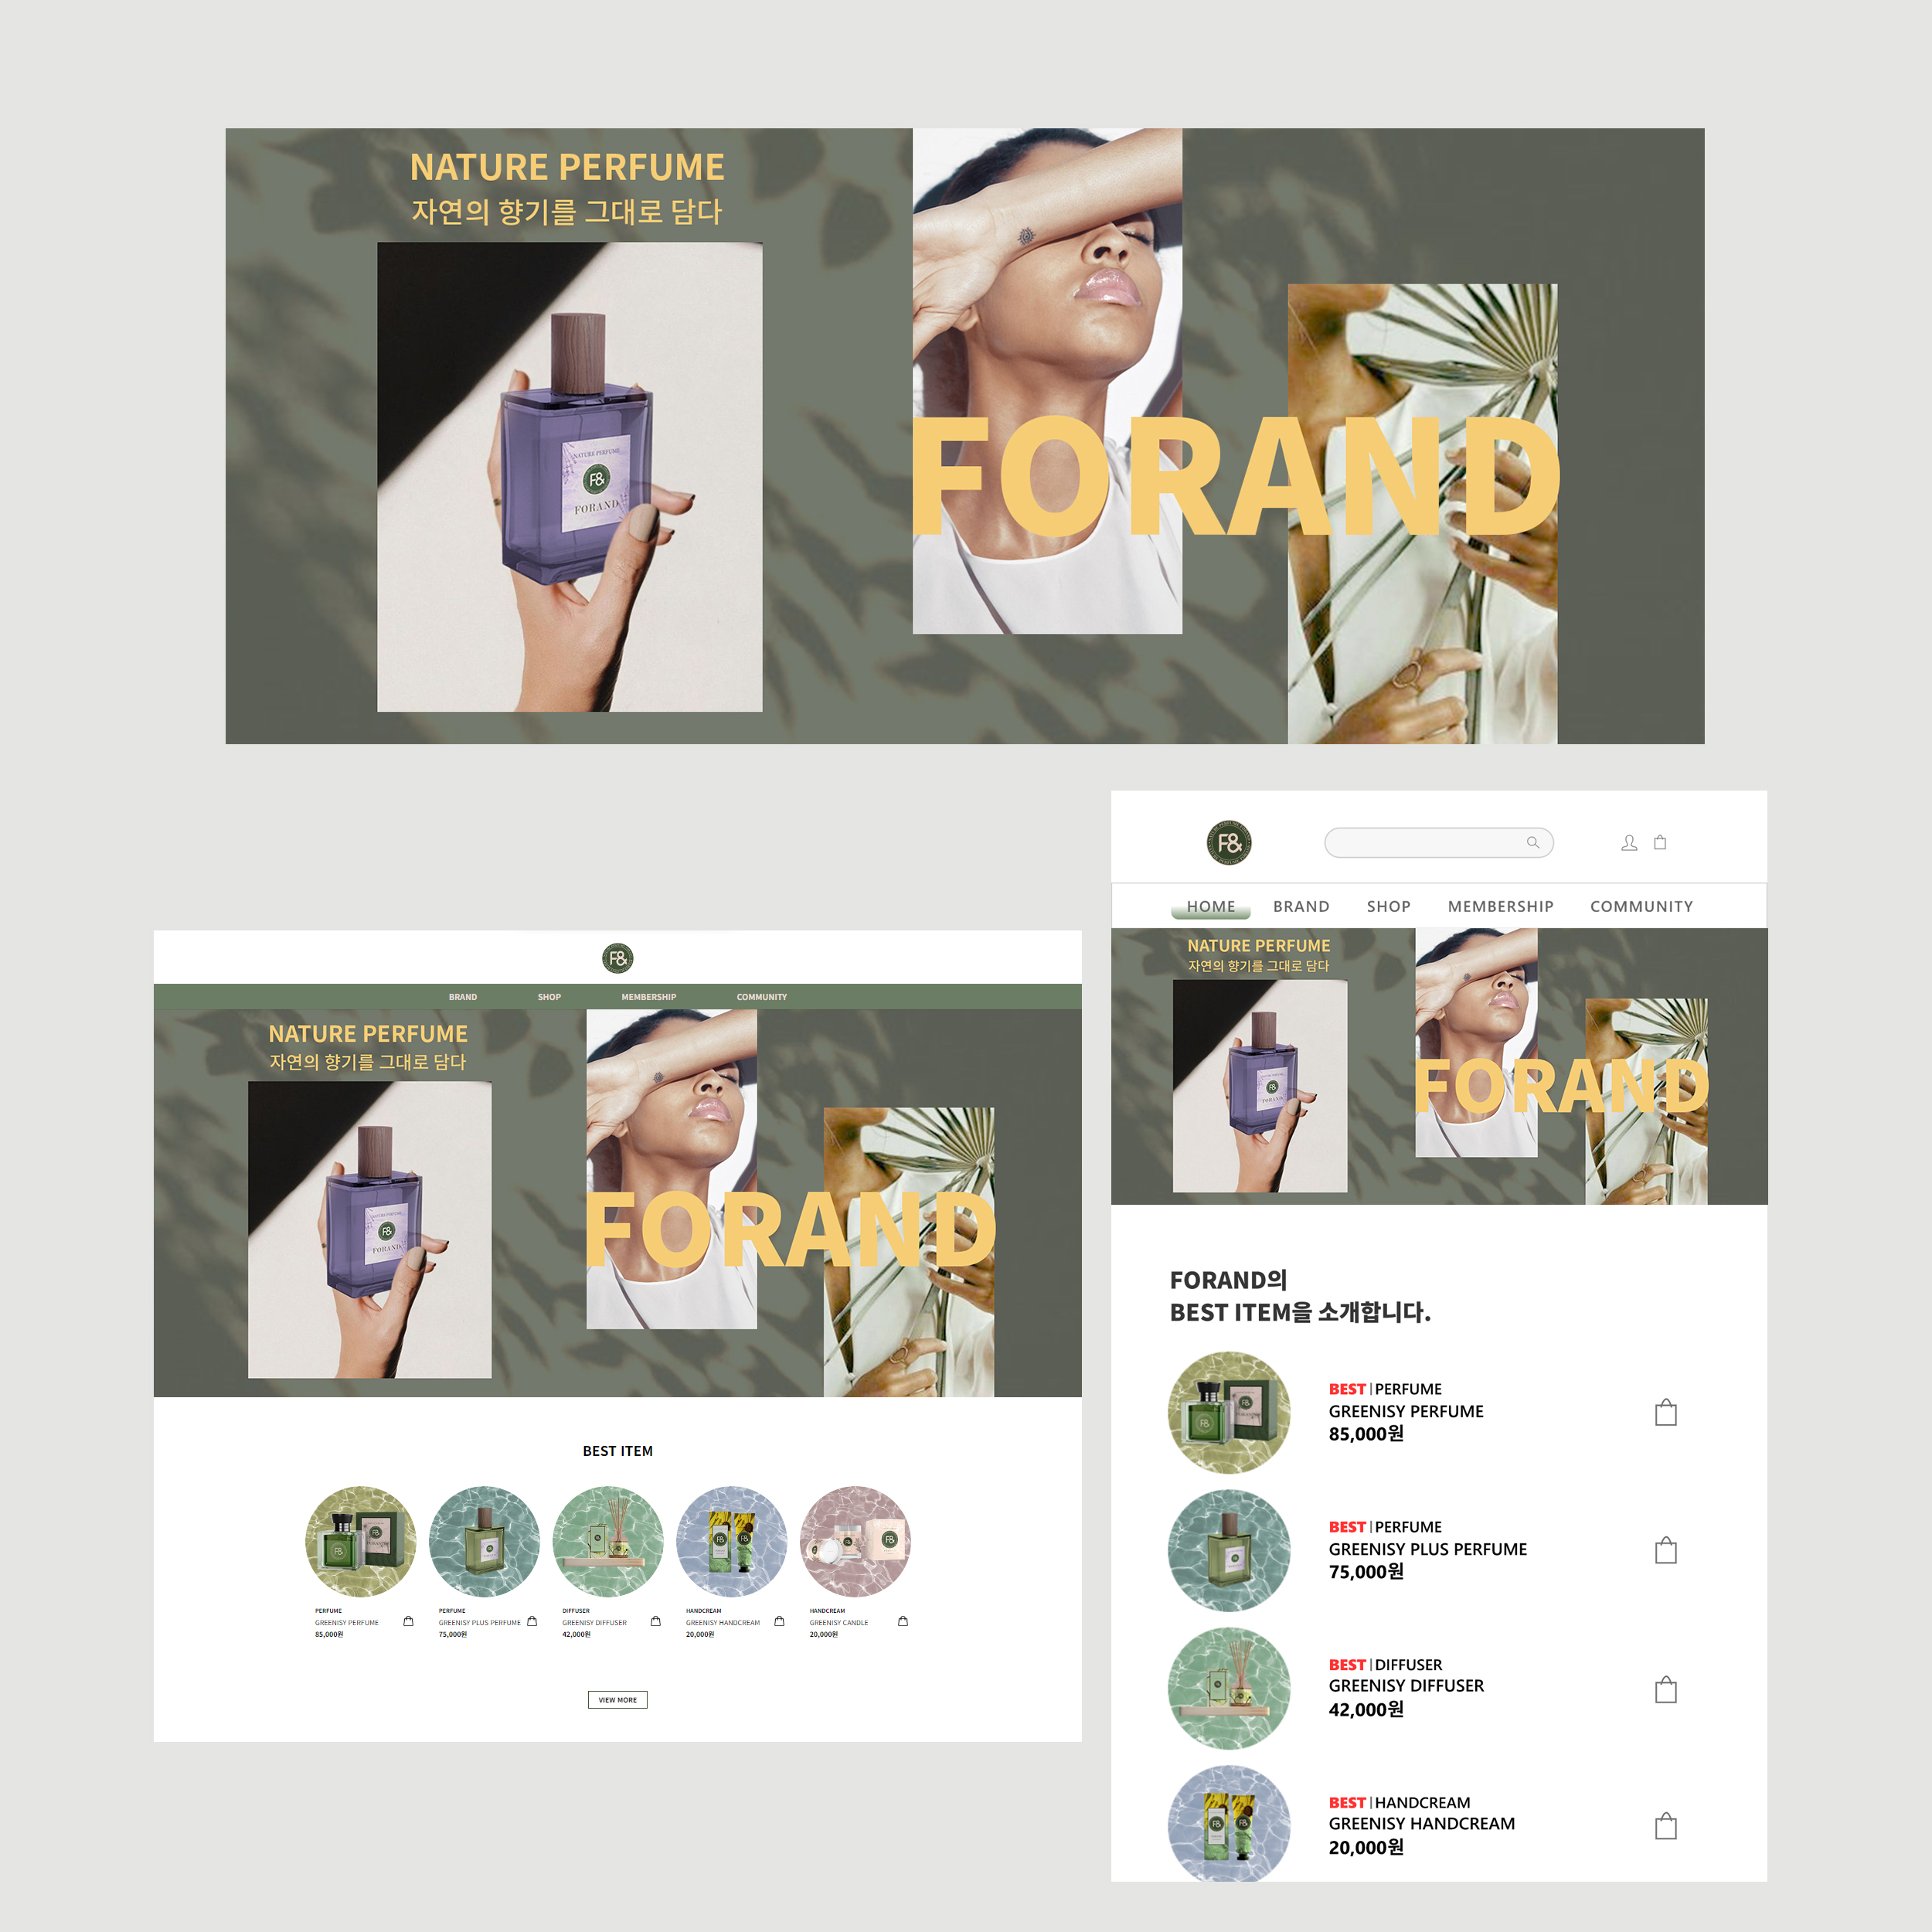 NATURE PERFUME
자연의 향기를 그대로 담다
NATURE PERFUME
F&
FORAND
FORAND
F&
BRAND SHOP MEMBERSHIP COMMUNITY
NATURE PERFUME
자연의 향기를 그대로 담다
F&
FORAND
FORAND
BEST ITEM
PERFUME
GREENISY PERFUME
85,000원
PERFUME
GREENISY PLUS PERFUME
75,000원
DIFFUSER
GREENISY DIFFUSER
42,000원
HANDCREAM
GREENISY HANDCREAM
20,000원
HANDCREAM
GREENISY CANDLE
20,000원
VIEW MORE
F&
HOME BRAND SHOP MEMBERSHIP COMMUNITY
NATURE PERFUME
자연의 향기를 그대로 담다
F&
FORAND
FORAND
FORAND의
BEST ITEM을 소개합니다.
F&
BEST | PERFUME
GREENISY PERFUME
85,000원
BEST | PERFUME
GREENISY PLUS PERFUME
75,000원
BEST | DIFFUSER
GREENISY DIFFUSER
42,000원
F&
F&
BEST | HANDCREAM
GREENISY HANDCREAM
20,000원